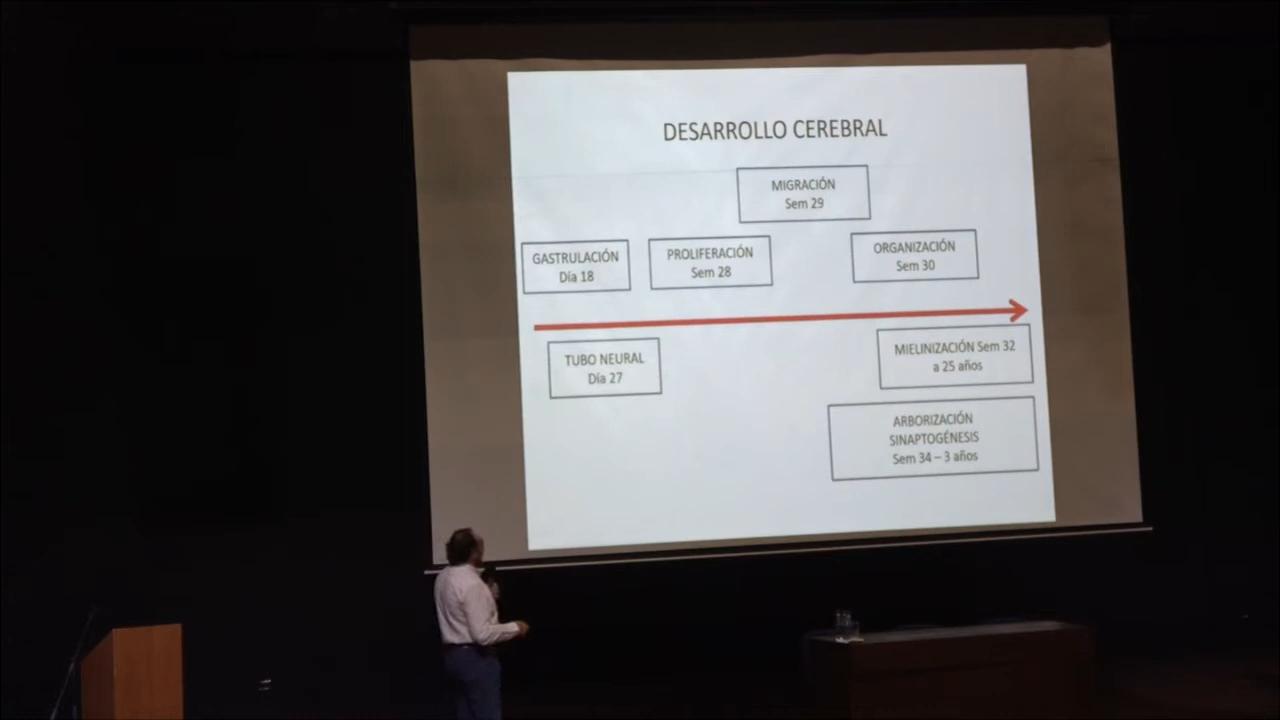 DESARROLLO CEREBRAL
MIGRACIÓN
Sem 29
GASTRULACIÓN
Día 18
PROLIFERACIÓN
Sem 28
ORGANIZACIÓN
Sem 30
TUBO NEURAL
Día 27
MIELINIZACIÓN Sem 32
a 25 años
ARBORIZACIÓN
SINAPTOGÉNESIS
Sem 34 – 3 años